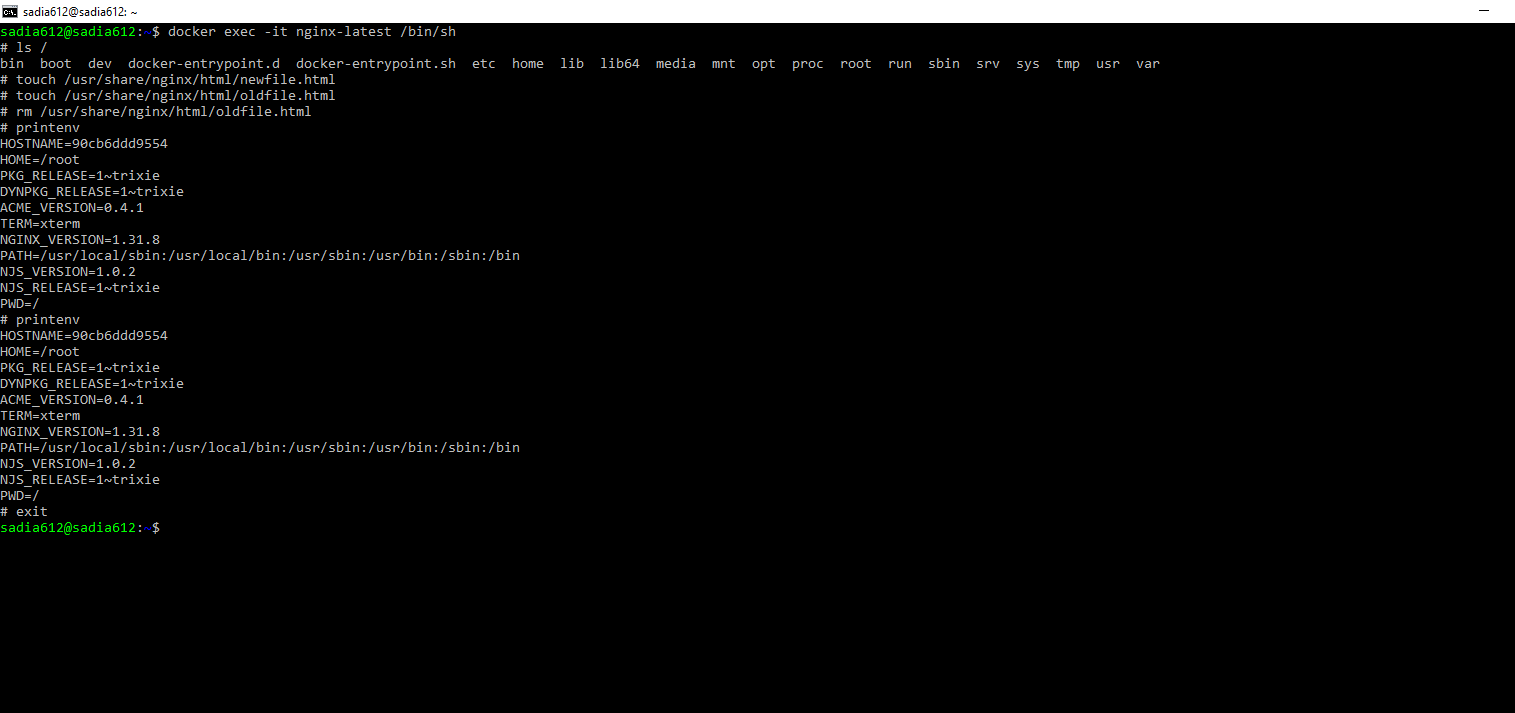 sadia612@sadia612: ~
sadia612@sadia612:~$ docker exec -it nginx-latest /bin/sh
# ls /
bin  boot  dev  docker-entrypoint.d  docker-entrypoint.sh  etc  home  lib  lib64  media  mnt  opt  proc  root  run  sbin  srv  sys  tmp  usr  var
# touch /usr/share/nginx/html/newfile.html
# touch /usr/share/nginx/html/oldfile.html
# rm /usr/share/nginx/html/oldfile.html
# printenv
HOSTNAME=90cb6ddd9554
HOME=/root
PKG_RELEASE=1~trixie
DYNPKG_RELEASE=1~trixie
ACME_VERSION=0.4.1
TERM=xterm
NGINX_VERSION=1.31.8
PATH=/usr/local/sbin:/usr/local/bin:/usr/sbin:/usr/bin:/sbin:/bin
NJS_VERSION=1.0.2
NJS_RELEASE=1~trixie
PWD=/
# printenv
HOSTNAME=90cb6ddd9554
HOME=/root
PKG_RELEASE=1~trixie
DYNPKG_RELEASE=1~trixie
ACME_VERSION=0.4.1
TERM=xterm
NGINX_VERSION=1.31.8
PATH=/usr/local/sbin:/usr/local/bin:/usr/sbin:/usr/bin:/sbin:/bin
NJS_VERSION=1.0.2
NJS_RELEASE=1~trixie
PWD=/
# exit
sadia612@sadia612:~$